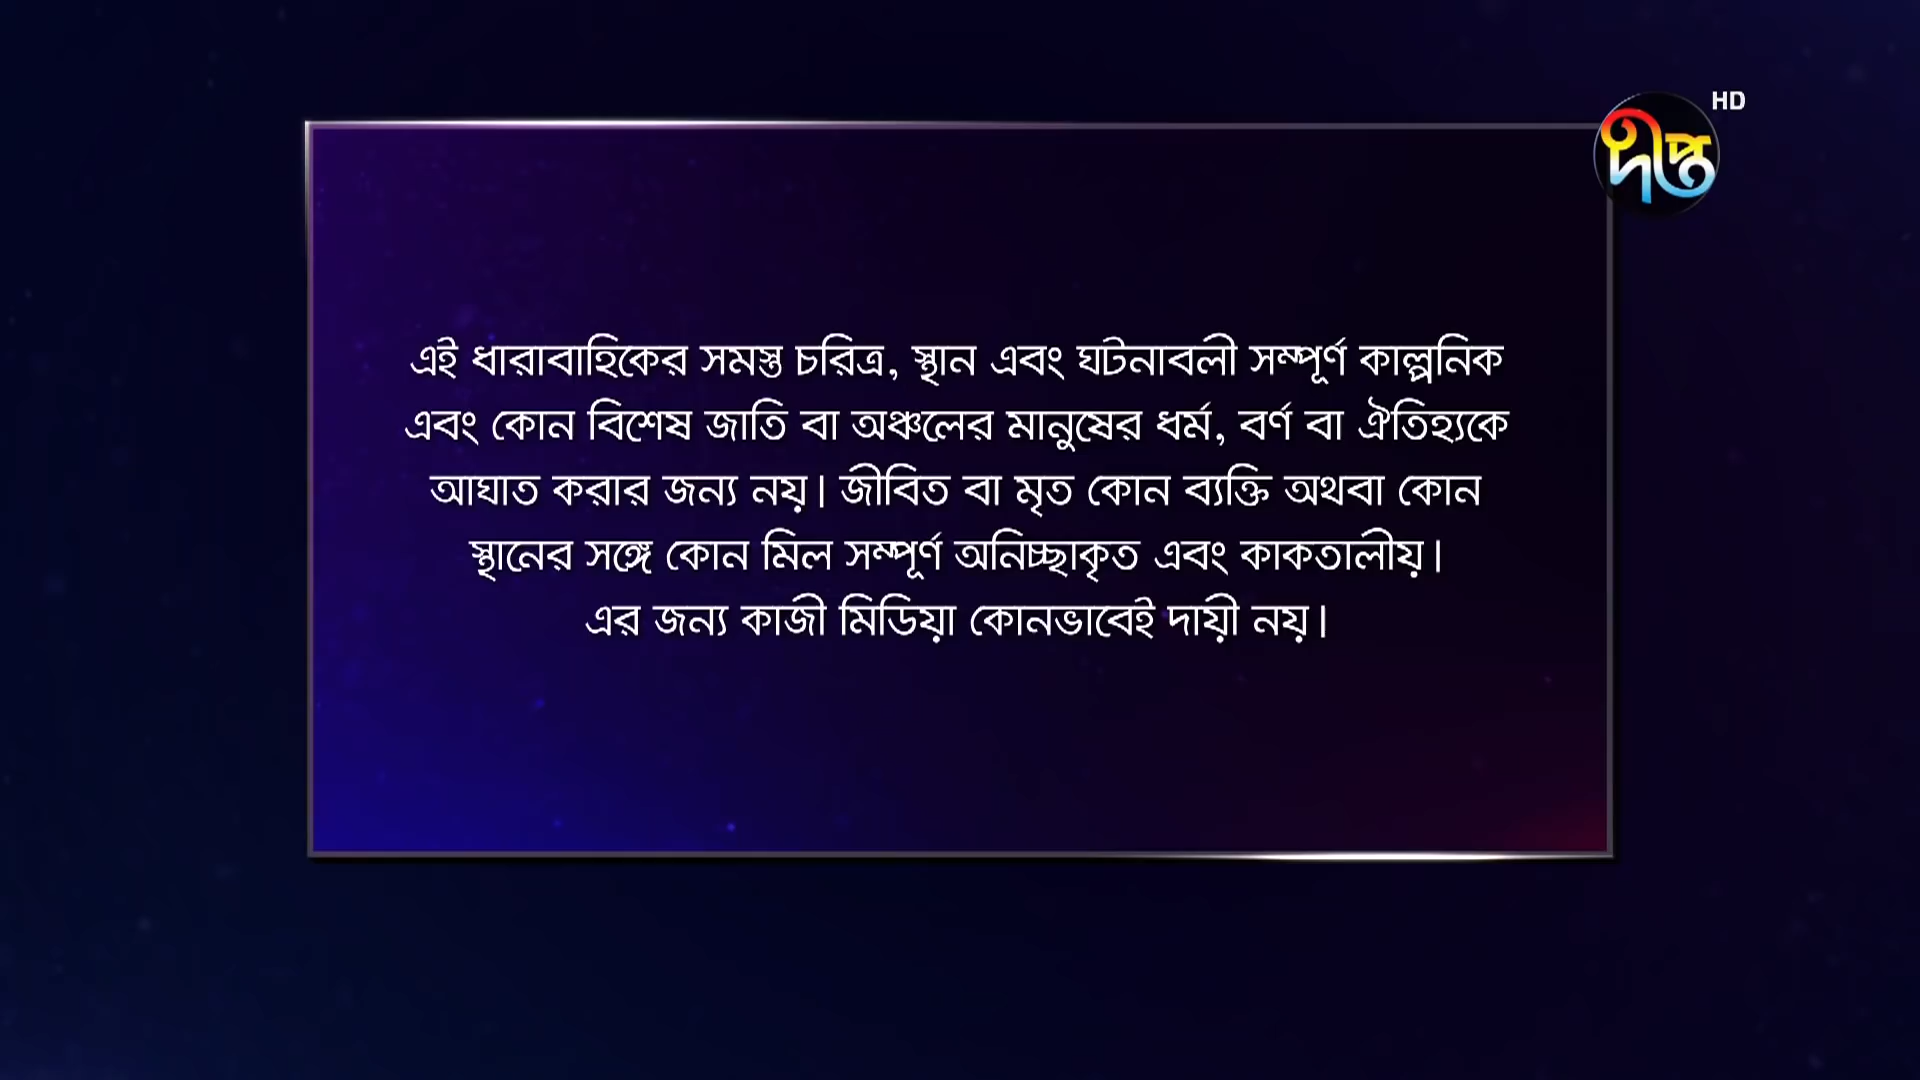 HD
দীপ্ত
এই ধারাবাহিকের সমস্ত চরিত্র, স্থান এবং ঘটনাবলী সম্পূর্ণ কাল্পনিক
এবং কোন বিশেষ জাতি বা অঞ্চলের মানুষের ধর্ম, বর্ণ বা ঐতিহ্যকে
আঘাত করার জন্য নয়। জীবিত বা মৃত কোন ব্যক্তি অথবা কোন
স্থানের সঙ্গে কোন মিল সম্পূর্ণ অনিচ্ছাকৃত এবং কাকতালীয়।
এর জন্য কাজী মিডিয়া কোনভাবেই দায়ী নয়।